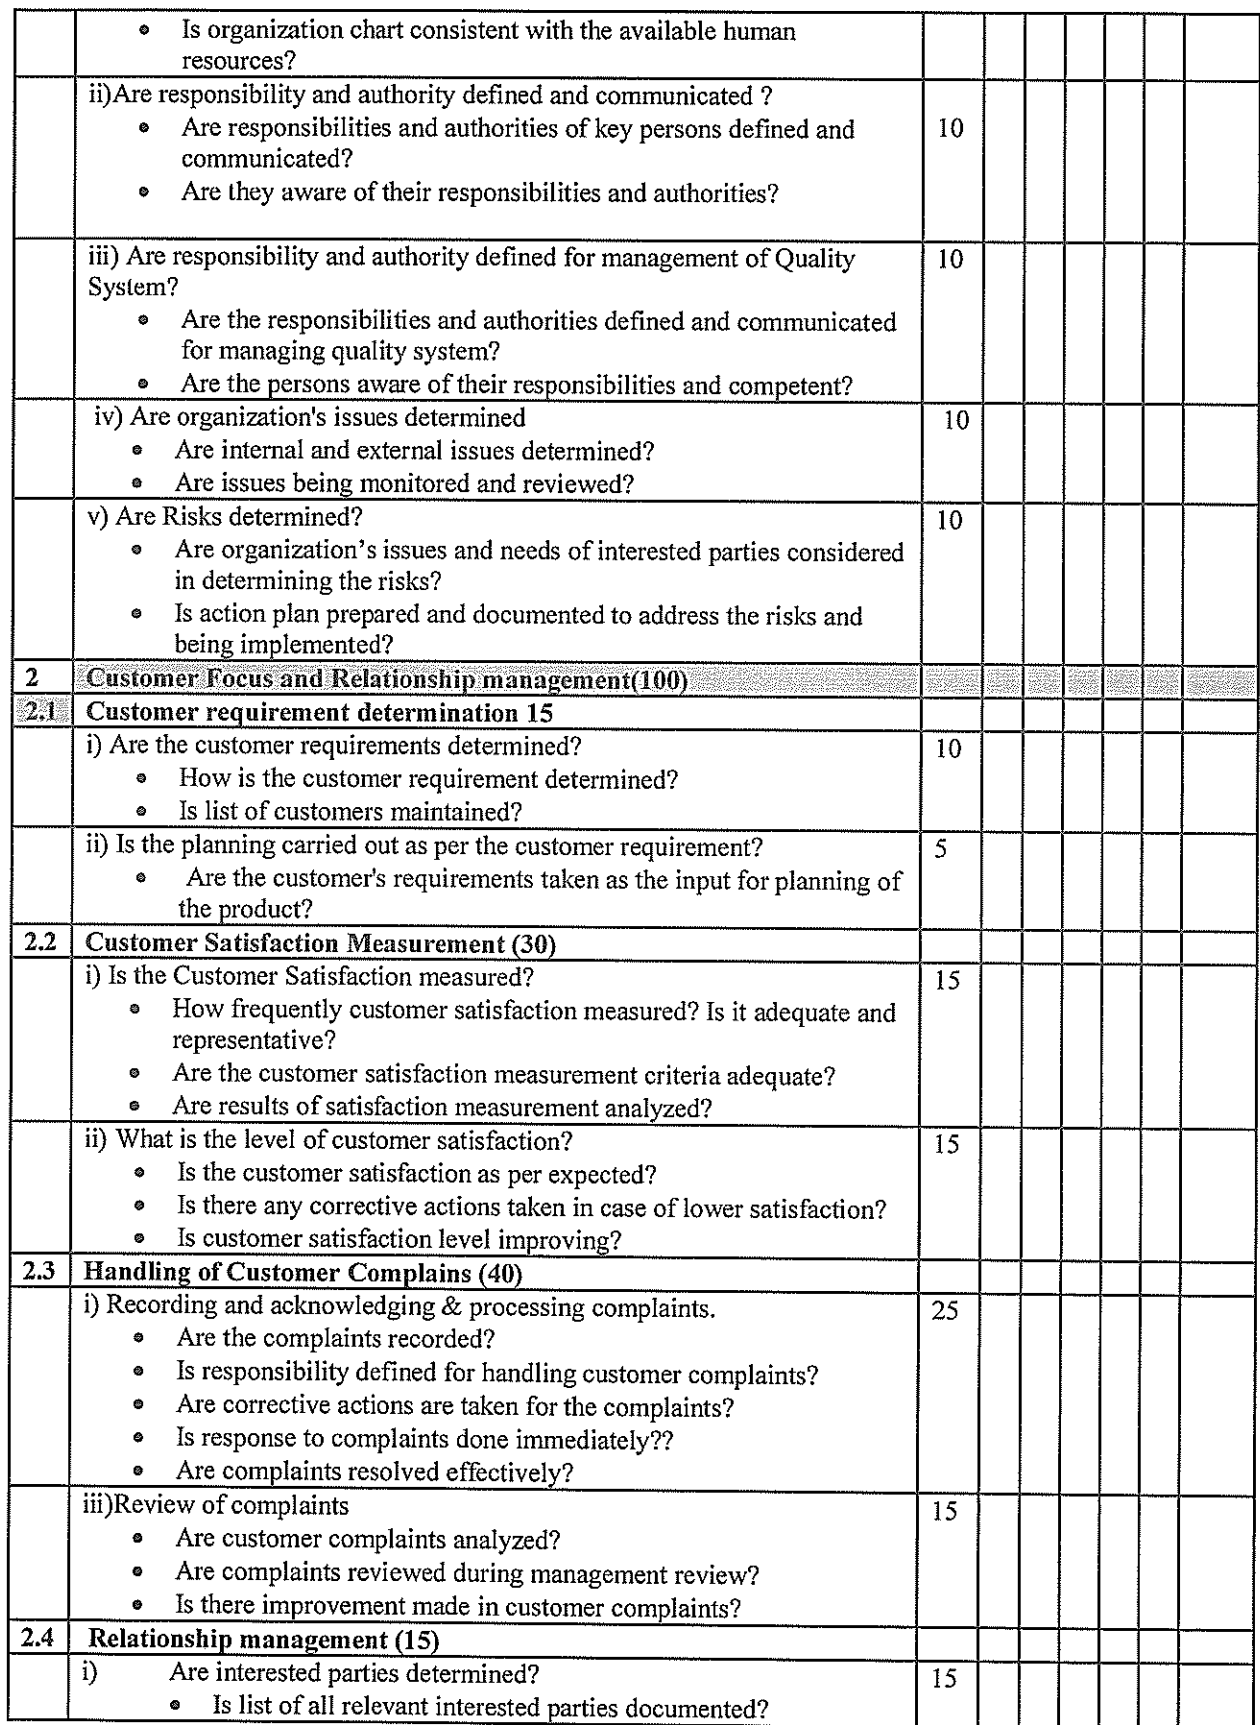 • Is organization chart consistent with the available human
resources?
ii)Are responsibility and authority defined and communicated ?
• Are responsibilities and authorities of key persons defined and 10
communicated?
• Are they aware of their responsibilities and authorities?
iii) Are responsibility and authority defined for management of Quality 10
System?
• Are the responsibilities and authorities defined and communicated
for managing quality system?
• Are the persons aware of their responsibilities and competent?
iv) Are organization's issues determined 10
• Are internal and external issues determined?
• Are issues being monitored and reviewed?
v) Are Risks determined? 10
• Are organization's issues and needs of interested parties considered
in determining the risks?
• Is action plan prepared and documented to address the risks and
being implemented?
2 Customer Focus and Relationship management(100)
2.1 Customer requirement determination 15
i) Are the customer requirements determined? 10
• How is the customer requirement determined?
• Is list of customers maintained?
ii) Is the planning carried out as per the customer requirement? 5
• Are the customer's requirements taken as the input for planning of
the product?
2.2 Customer Satisfaction Measurement (30)
i) Is the Customer Satisfaction measured? 15
• How frequently customer satisfaction measured? Is it adequate and
representative?
• Are the customer satisfaction measurement criteria adequate?
• Are results of satisfaction measurement analyzed?
ii) What is the level of customer satisfaction? 15
• Is the customer satisfaction as per expected?
• Is there any corrective actions taken in case of lower satisfaction?
• Is customer satisfaction level improving?
2.3 Handling of Customer Complains (40)
i) Recording and acknowledging & processing complaints. 25
• Are the complaints recorded?
• Is responsibility defined for handling customer complaints?
• Are corrective actions are taken for the complaints?
• Is response to complaints done immediately??
• Are complaints resolved effectively?
iii)Review of complaints 15
• Are customer complaints analyzed?
• Are complaints reviewed during management review?
• Is there improvement made in customer complaints?
2.4 Relationship management (15)
i) Are interested parties determined? 15
• Is list of all relevant interested parties documented?